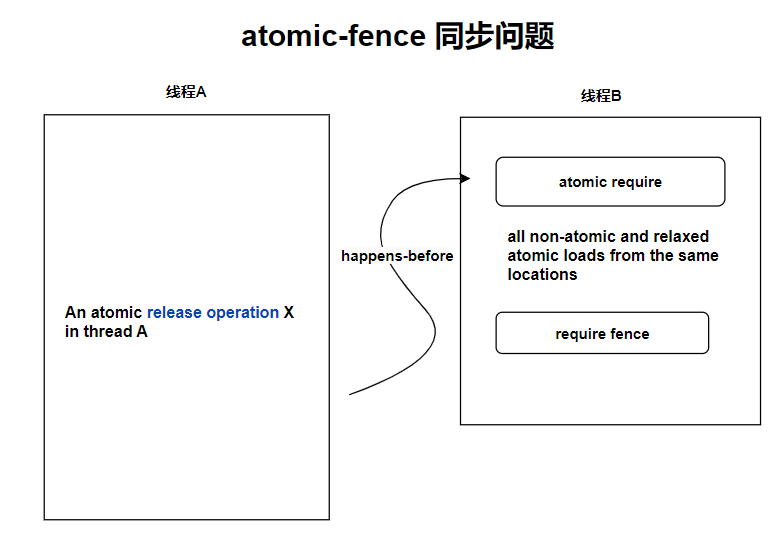 atomic-fence 同步问题
线程A
线程B
atomic require
all non-atomic and relaxed
atomic loads from the same
locations
happens-before
An atomic release operation X
in thread A
require fence